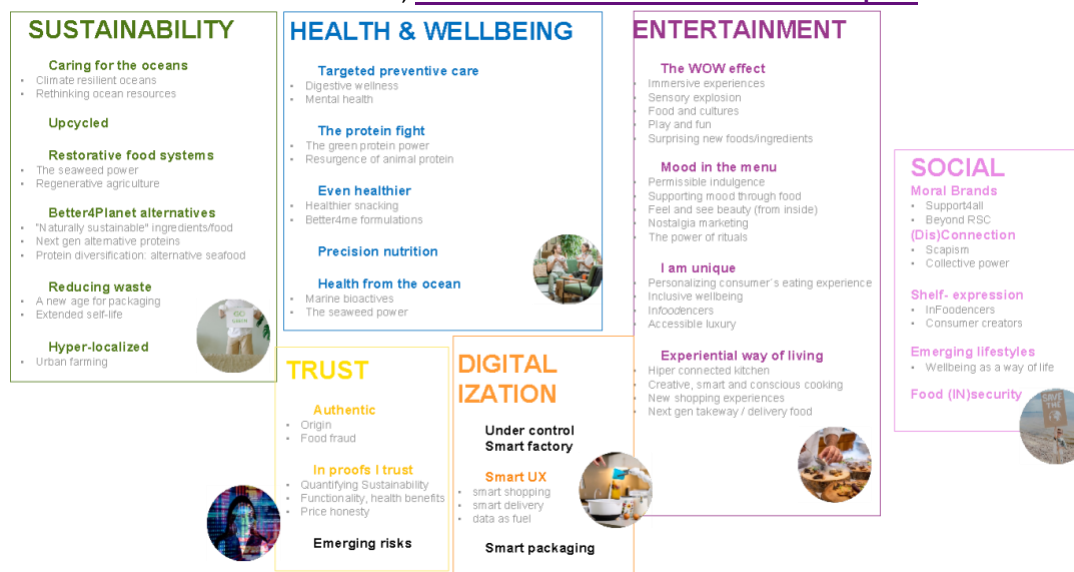 SUSTAINABILITY
Caring for the oceans
• Climate resilient oceans
• Rethinking ocean resources
Upcycled
Restorative food systems
• The seaweed power
• Regenerative agriculture
Better4Planet alternatives
• "Naturally sustainable" ingredients/food
• Next gen alternative proteins
• Protein diversification: alternative seafood
Reducing waste
• A new age for packaging
• Extended self-life
Hyper-localized
• Urban farming
HEALTH & WELLBEING
Targeted preventive care
• Digestive wellness
• Mental health
The protein fight
• The green protein power
• Resurgence of animal protein
Even healthier
• Healthier snacking
• Better4me formulations
Precision nutrition
Health from the ocean
• Marine bioactives
• The seaweed power
TRUST
Authentic
• Origin
• Food fraud
In proofs I trust
• Quantifying Sustainability
• Functionality, health benefits
• Price honesty
Emerging risks
DIGITAL
IZATION
Under control
Smart factory
Smart UX
• smart shopping
• smart delivery
• data as fuel
Smart packaging
ENTERTAINMENT
The WOW effect
• Immersive experiences
• Sensory explosion
• Food and cultures
• Play and fun
• Surprising new foods/ingredients
Mood in the menu
• Permissible indulgence
• Supporting mood through food
• Feel and see beauty (from inside)
• Nostalgia marketing
• The power of rituals
I am unique
• Personalizing consumer´s eating experience
• Inclusive wellbeing
• Infoodencers
• Accessible luxury
Experiential way of living
• Hiper connected kitchen
• Creative, smart and conscious cooking
• New shopping experiences
• Next gen takeway / delivery food
SOCIAL
Moral Brands
• Support4all
• Beyond RSC
(Dis)Connection
• Scapism
• Collective power
Shelf- expression
• InFoodencers
• Consumer creators
Emerging lifestyles
• Wellbeing as a way of life
Food (IN)security
SAVE
THE